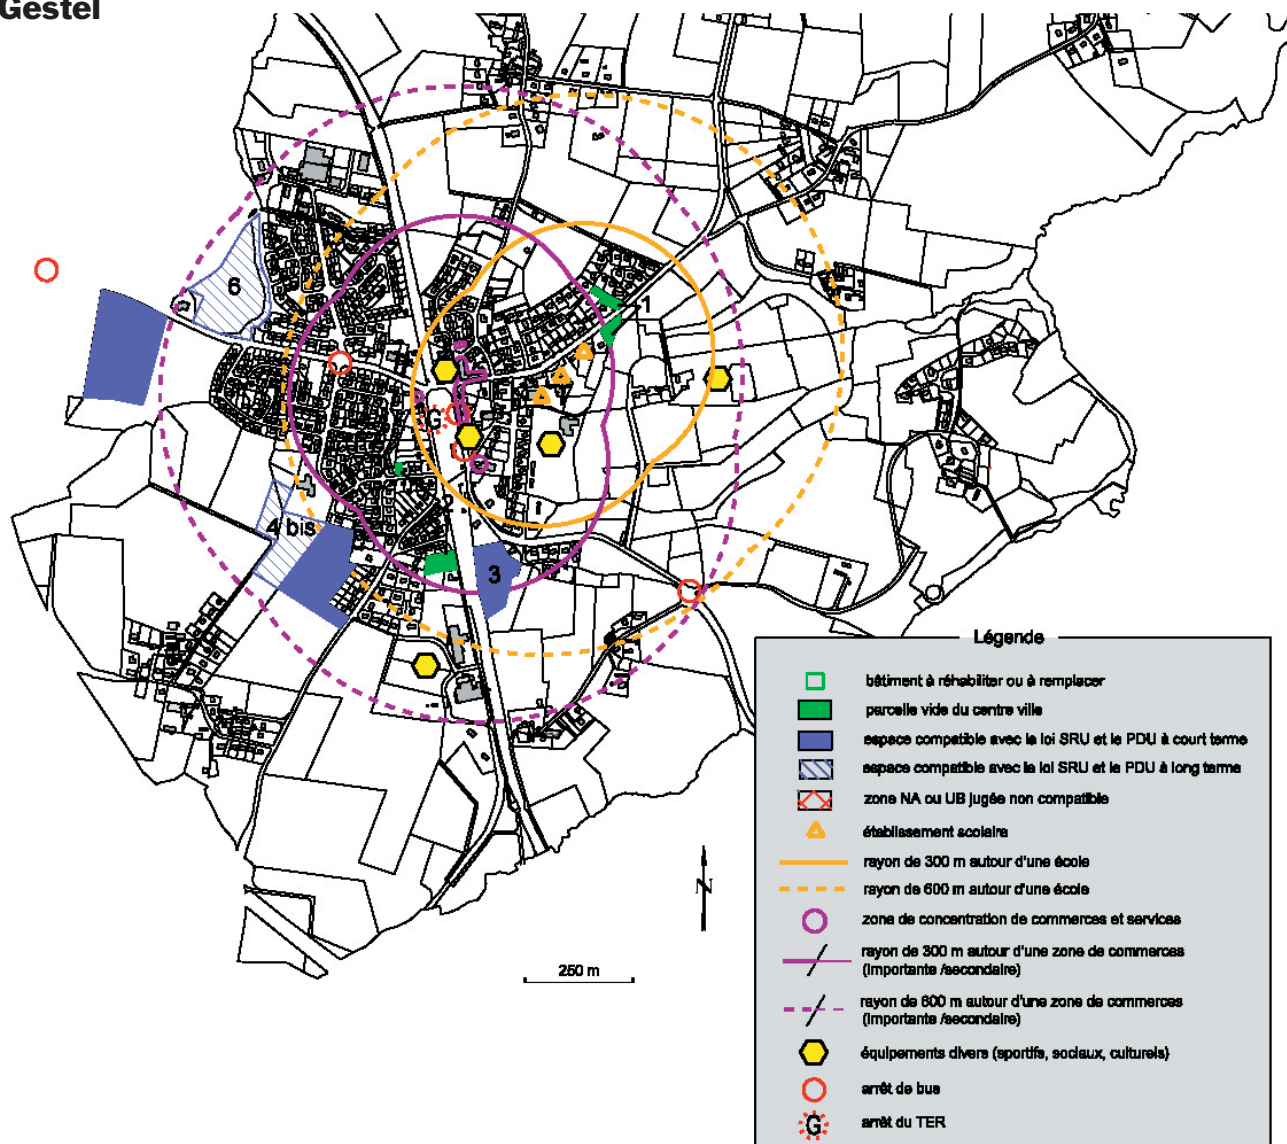 Gestel
6
1
G
2
4 bis
3
Légende
bâtiment à réhabiliter ou à remplacer
parcelle vide du centre ville
espace compatible avec la loi SRU et le PDU à court terme
espace compatible avec la loi SRU et le PDU à long terme
zone NA ou UB jugée non compatible
établissement scolaire
rayon de 300 m autour d'une école
rayon de 600 m autour d'une école
zone de concentration de commerces et services
rayon de 300 m autour d'une zone de commerces
(importante /secondaire)
rayon de 600 m autour d'une zone de commerces
(importante /secondaire)
équipements divers (sportifs, sociaux, culturels)
arrêt de bus
G
arrêt du TER
N
250 m